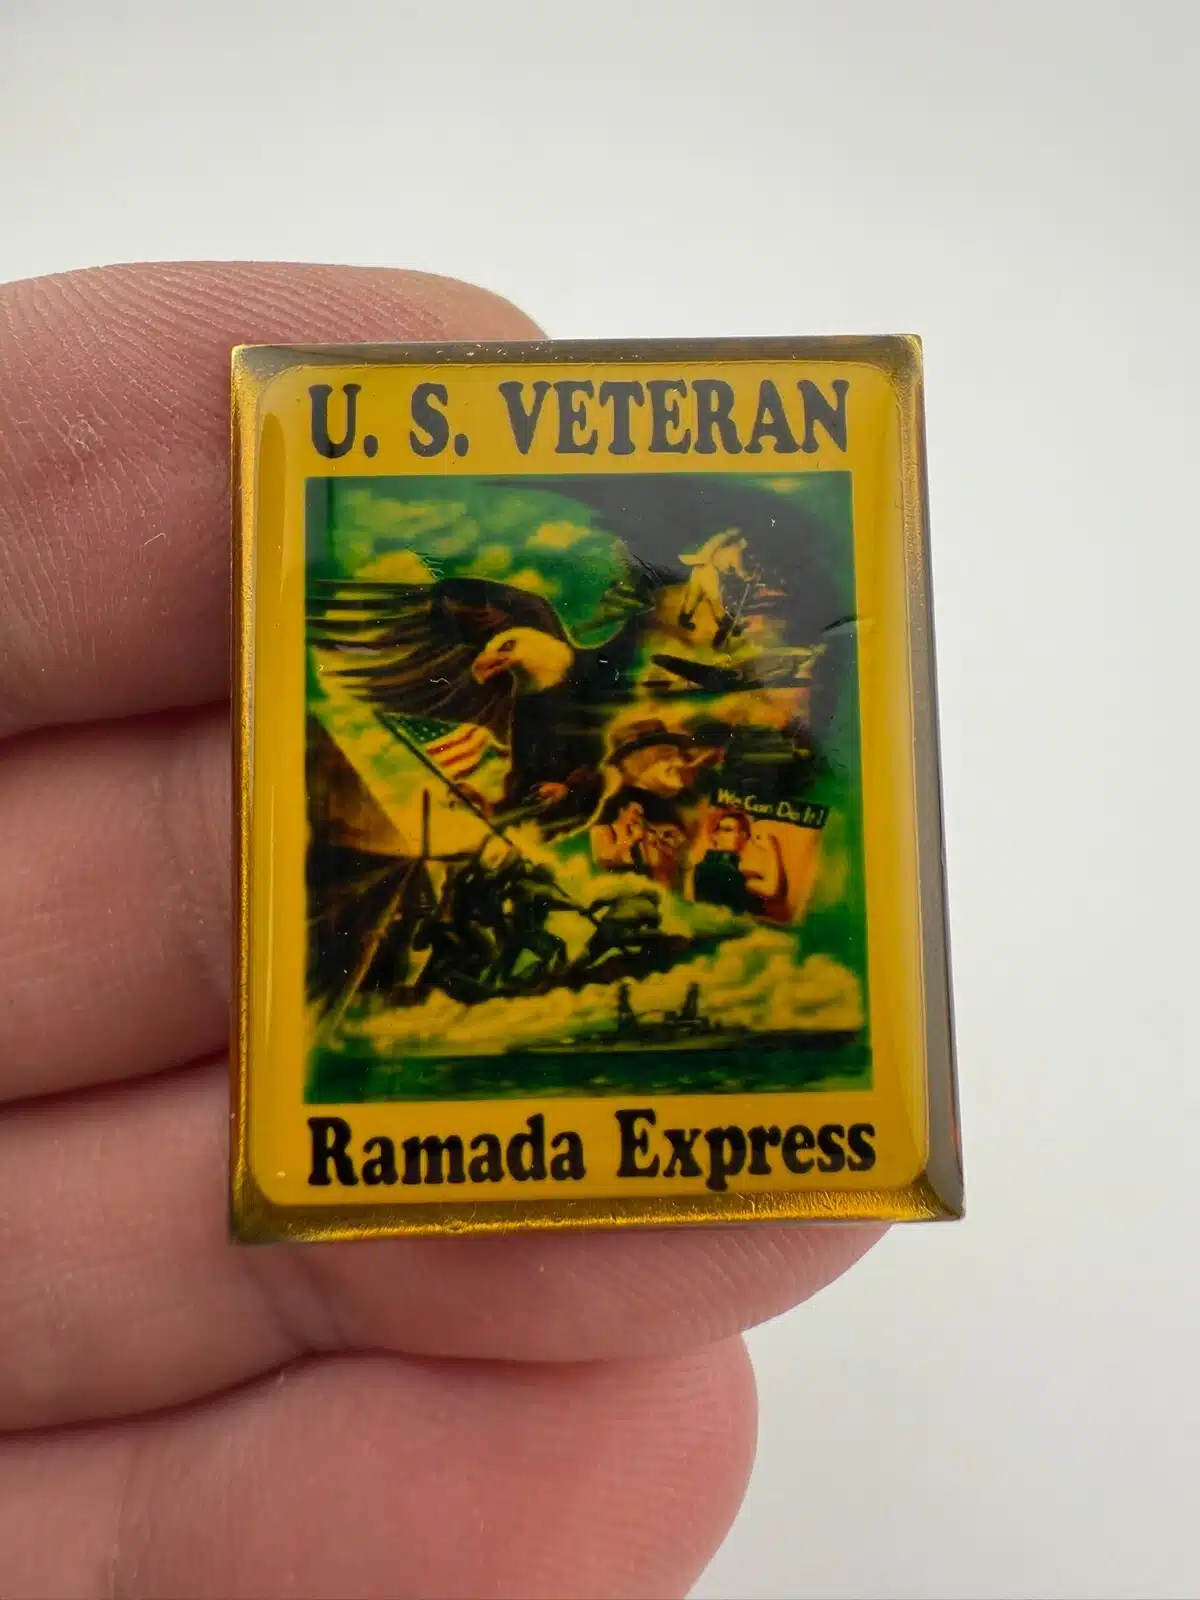 U. S. VETERAN
We Can Do It!
Ramada Express